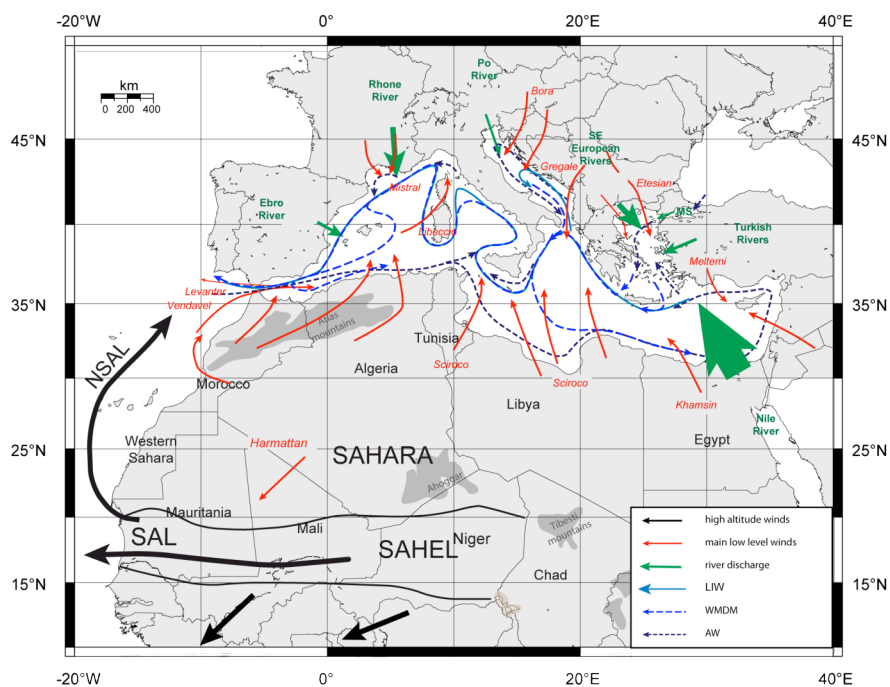 -20°W 0° 20°E 40°E
km
0 200 400
Po
River
Rhone
River
Bora
45°N 45°N
SE
European
Rivers
Gregale
Mistral
Etesian
Ebro
River
MS
Libeccio
Turkish
Rivers
Meltemi
Levanter
Vendavel
35°N 35°N
Atlas
mountains
Tunisia
NSAL
Soiroco
Algeria
Morocco
Sciroco
Libya
Khamsin
Nile
River
25°N 25°N
Western
Sahara
Harmattan
Egypt
SAHARA
Ahoggar
Mauritania
Mali
Tibesti
mountains
SAL
SAHEL
Niger
Chad
15°N 15°N
high altitude winds
main low level winds
river discharge
LIW
WMDM
AW
-20°W 0° 20°E 40°E